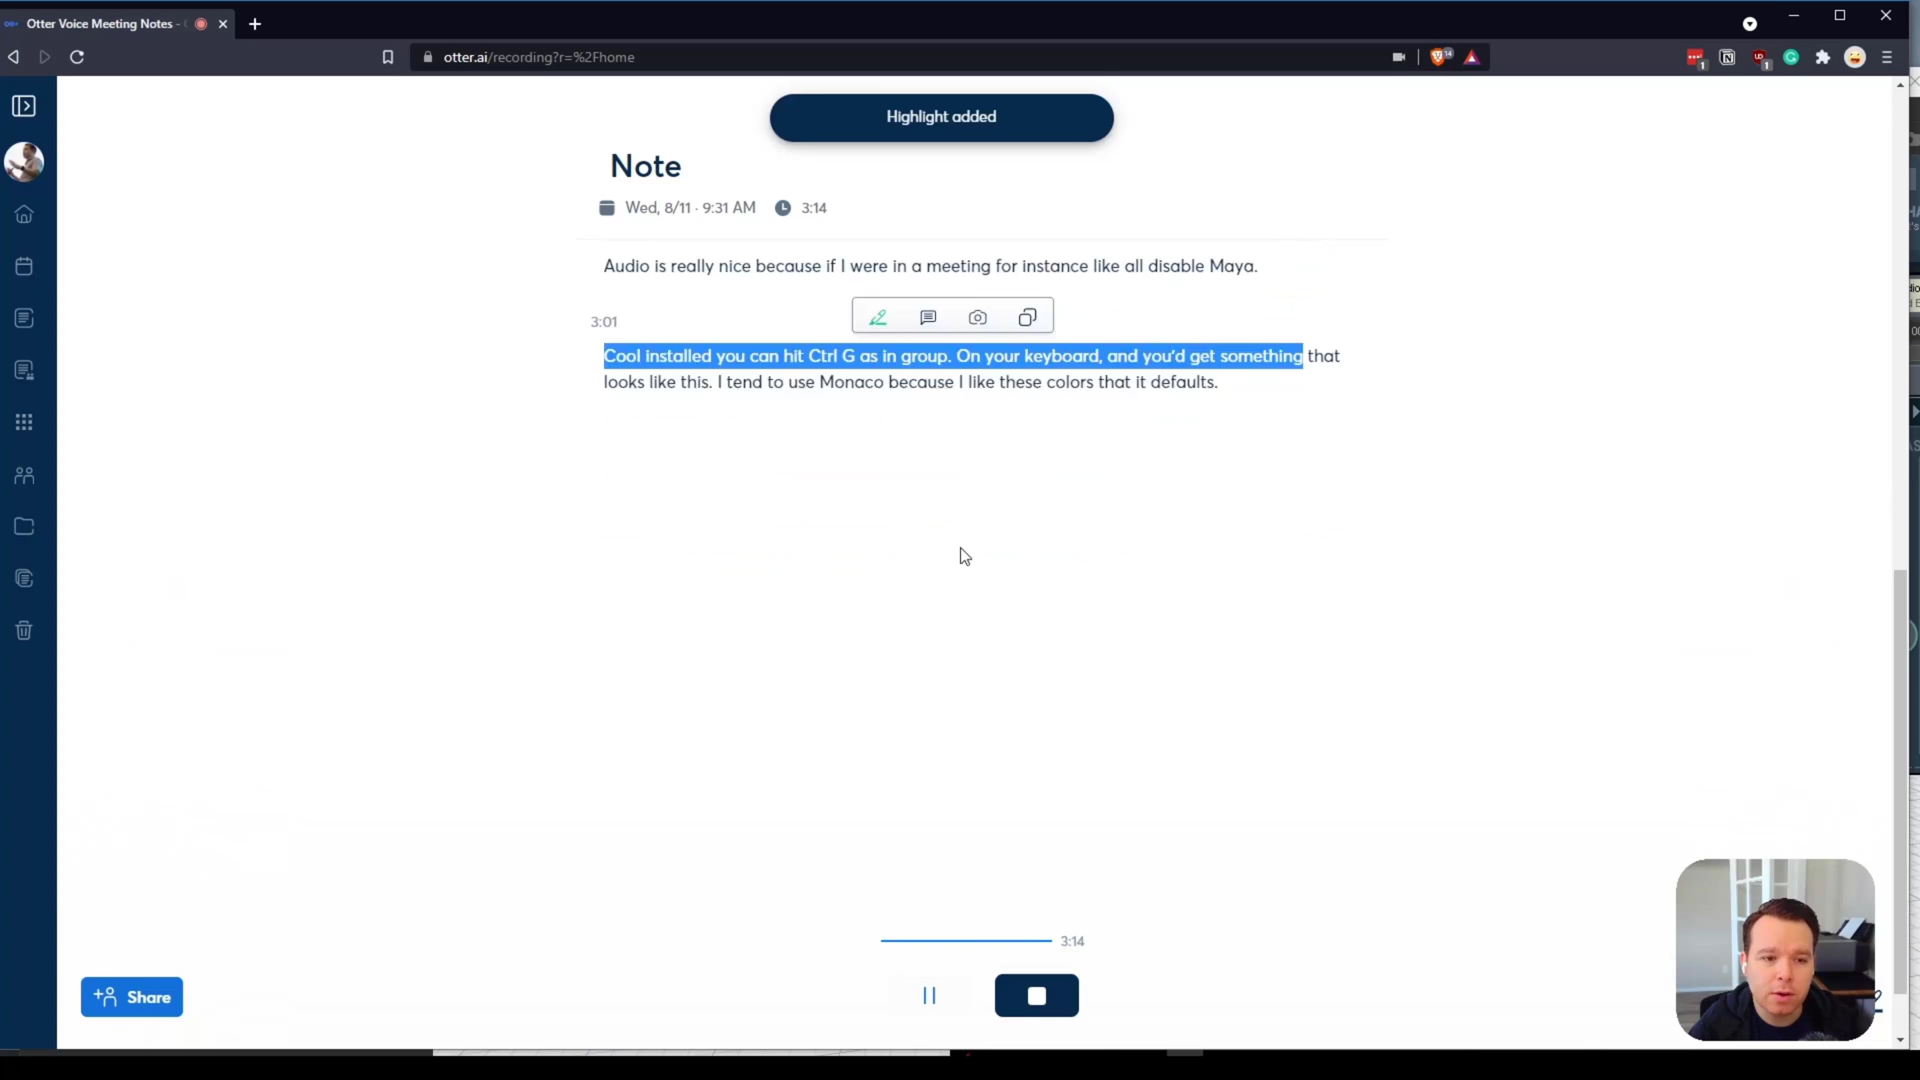 Otter Voice Meeting Notes -
otter.ai/recording?r=%2Fhome
14
1
1
Highlight added
Note
Wed, 8/11 · 9:31 AM 3:14
Audio is really nice because if I were in a meeting for instance like all disable Maya.
3:01
Cool installed you can hit Ctrl G as in group. On your keyboard, and you'd get something that
looks like this. I tend to use Monaco because I like these colors that it defaults.
3:14
Share